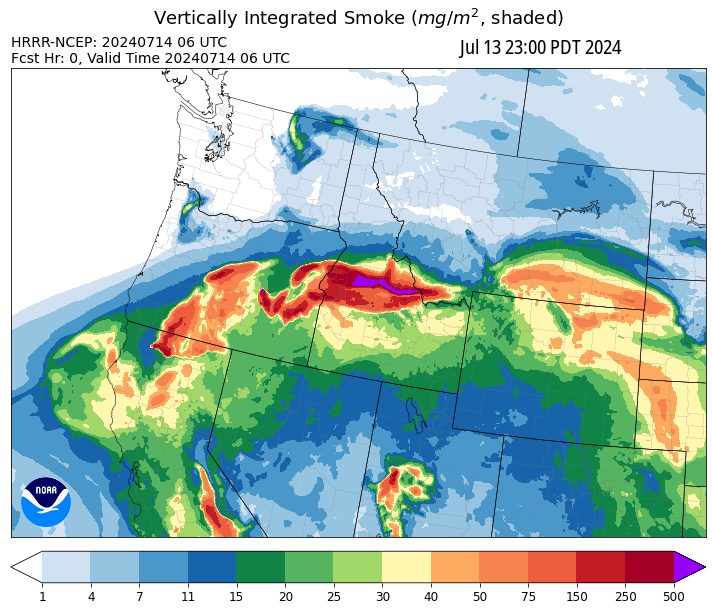 Vertically Integrated Smoke (mg/m², shaded)
HRRR-NCEP: 20240714 06 UTC
Jul 13 23:00 PDT 2024
Fcst Hr: 0, Valid Time 20240714 06 UTC
NOAA
1 4 7 11 15 20 25 30 40 50 75 150 250 500